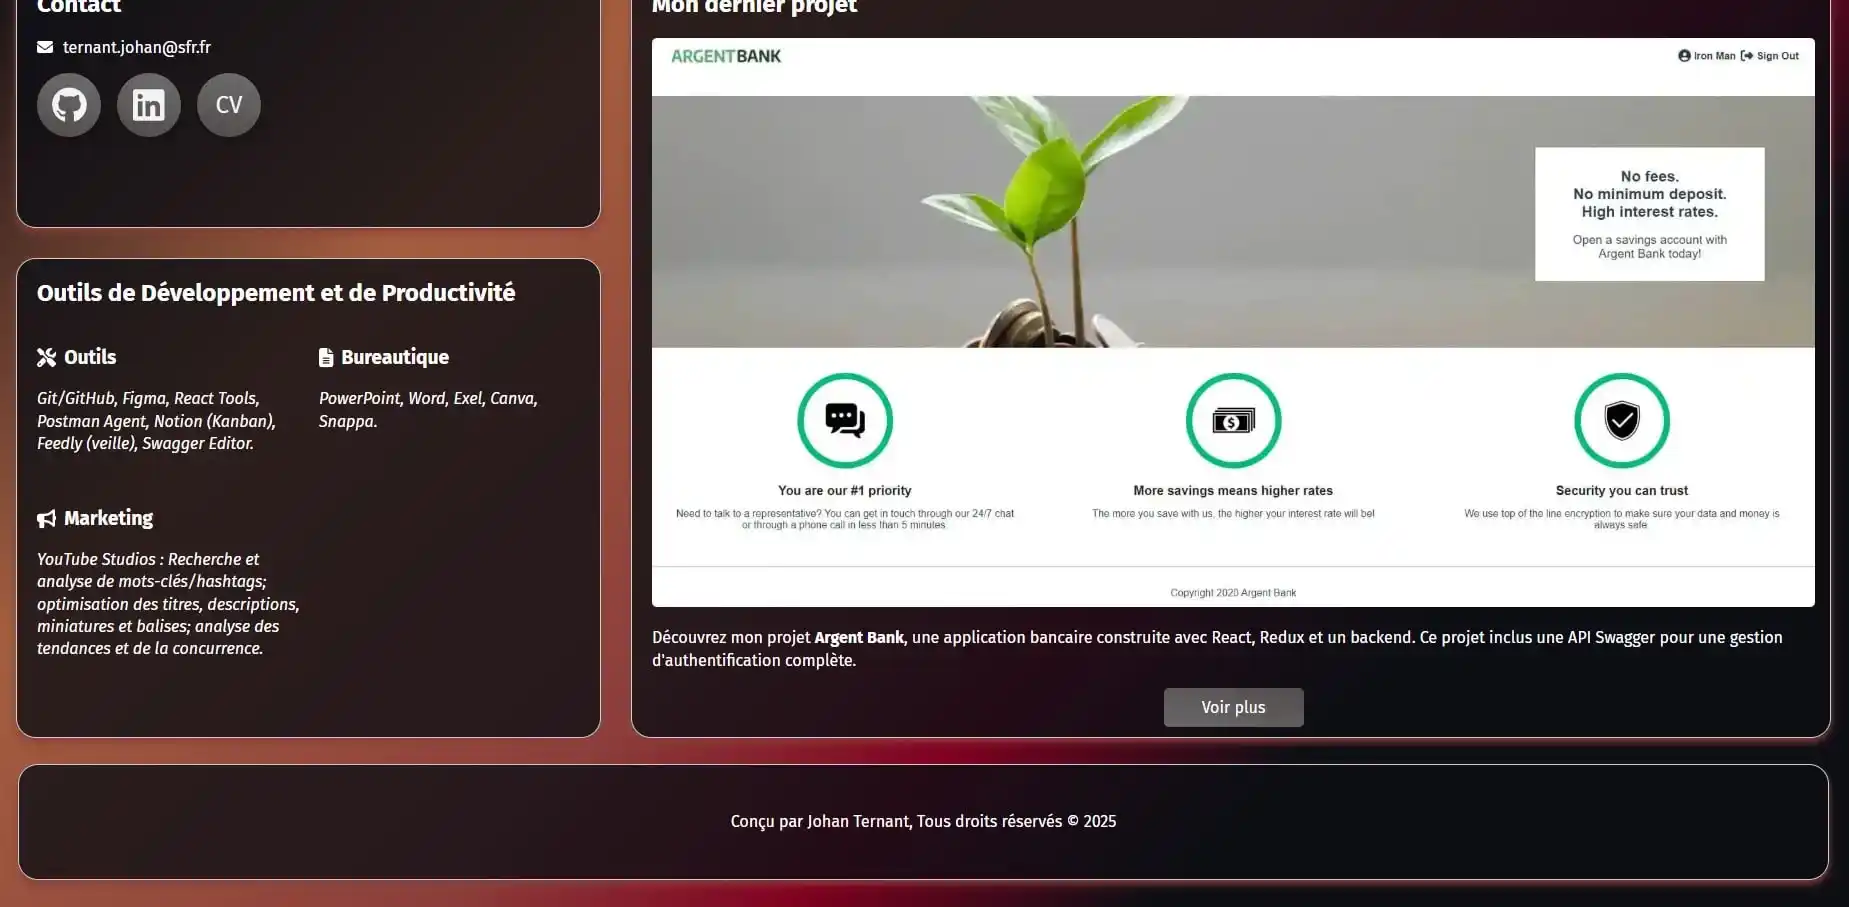 Contact
ternant.johan@sfr.fr
CV
Outils de Développement et de Productivité
Outils
Git/GitHub, Figma, React Tools,
Postman Agent, Notion (Kanban),
Feedly (veille), Swagger Editor.
Bureautique
PowerPoint, Word, Exel, Canva,
Snappa.
Marketing
YouTube Studios : Recherche et
analyse de mots-clés/hashtags;
optimisation des titres, descriptions,
miniatures et balises; analyse des
tendances et de la concurrence.
Mon dernier projet
ARGENTBANK
Iron Man Sign Out
No fees.
No minimum deposit.
High interest rates.
Open a savings account with
Argent Bank today!
You are our #1 priority
Need to talk to a representative? You can get in touch through our 24/7 chat
or through a phone call in less than 5 minutes.
More savings means higher rates
The more you save with us, the higher your interest rate will be!
Security you can trust
We use top of the line encryption to make sure your data and money is
always safe.
Copyright 2020 Argent Bank
Découvrez mon projet Argent Bank, une application bancaire construite avec React, Redux et un backend. Ce projet inclus une API Swagger pour une gestion
d'authentification complète.
Voir plus
Conçu par Johan Ternant, Tous droits réservés © 2025